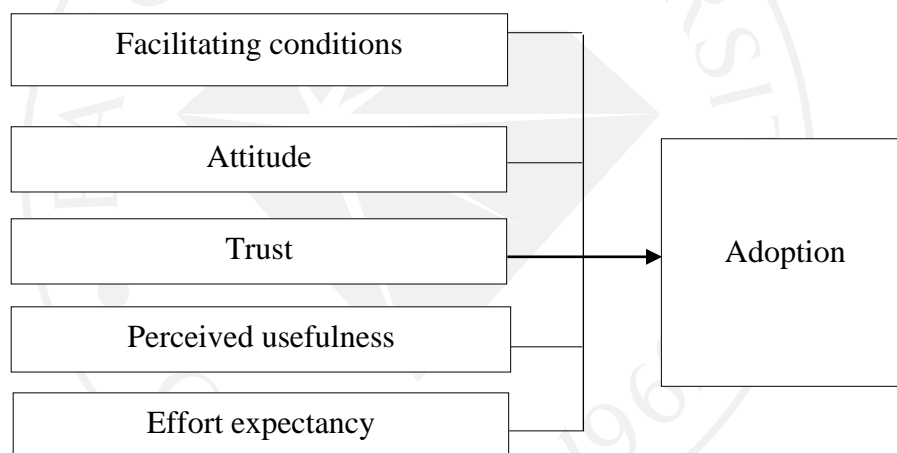 Facilitating conditions
Attitude
Trust
Adoption
Perceived usefulness
Effort expectancy